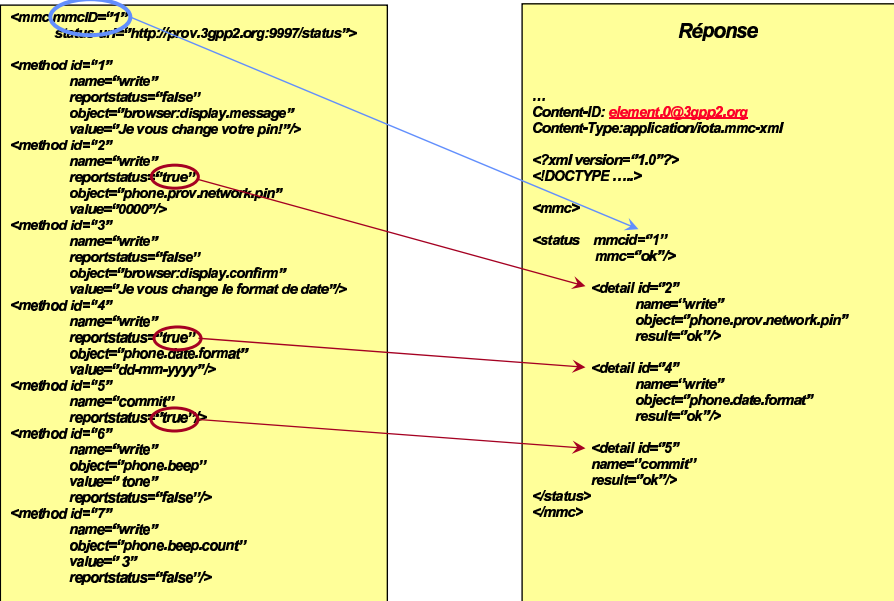 <mmc mmcID=“1”
status-url=“http://prov.3gpp2.org:9997/status”>
<method id=“1”
name=“write”
reportstatus=“false”
object=“browser:display.message”
value=“Je vous change votre pin!”/>
<method id=“2”
name=“write”
reportstatus=“true”
object=“phone.prov.network.pin”
value=“0000”/>
<method id=“3”
name=“write”
reportstatus=“false”
object=“browser:display.confirm”
value=“Je vous change le format de date”/>
<method id=“4”
name=“write”
reportstatus=“true”
object=“phone.date.format”
value=“dd-mm-yyyy”/>
<method id=“5”
name=“commit”
reportstatus=“true”/>
<method id=“6”
name=“write”
object=“phone.beep”
value=“ tone”
reportstatus=“false”/>
<method id=“7”
name=“write”
object=“phone.beep.count”
value=“ 3”
reportstatus=“false”/>
Réponse
...
Content-ID: element.0@3gpp2.org
Content-Type:application/iota.mmc-xml
<?xml version=“1.0”?>
<!DOCTYPE …..>
<mmc>
<status mmcid=“1”
mmc=“ok”/>
<detail id=“2”
name=“write”
object=“phone.prov.network.pin”
result=“ok”/>
<detail id=“4”
name=“write”
object=“phone.date.format”
result=“ok”/>
<detail id=“5”
name=“commit”
result=“ok”/>
</status>
</mmc>